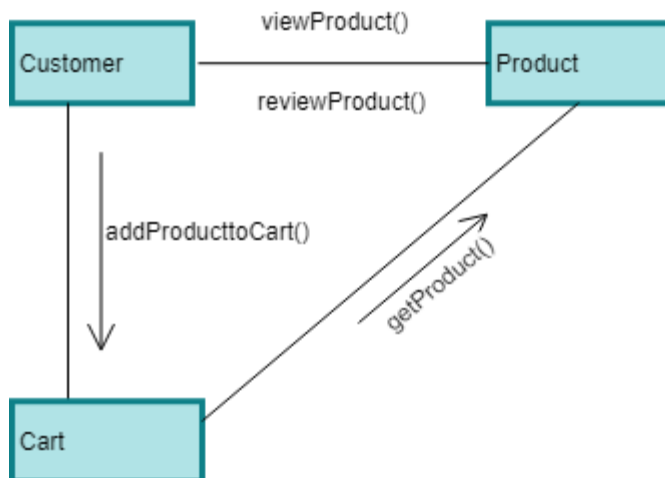 viewProduct()
Customer
Product
reviewProduct()
addProducttoCart()
getProduct()
Cart